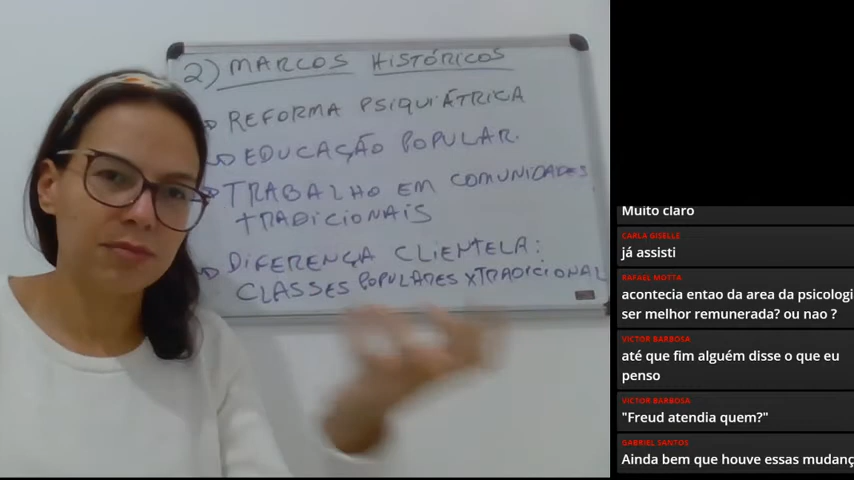 2) MARCOS HISTÓRICOS
REFORMA PSIQUIÁTRICA
EDUCAÇÃO POPULAR.
TRABALHO EM COMUNIDADES
TRADICIONAIS
DIFERENÇA CLIENTELA:
CLASSES POPULARES X TRADICIONAL
Muito claro
CARLA GISELLE
já assisti
RAFAEL MOTTA
acontecia entao da area da psicologi
ser melhor remunerada? ou nao ?
VICTOR BARBOSA
até que fim alguém disse o que eu
penso
VICTOR BARBOSA
"Freud atendia quem?"
GABRIEL SANTOS
Ainda bem que houve essas mudanç